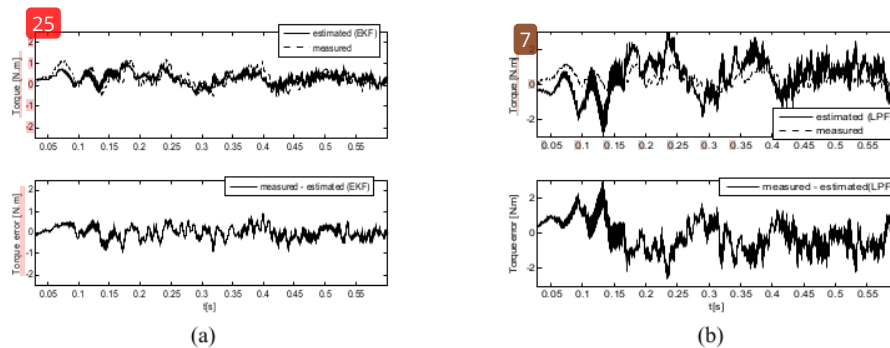 25
estimated (EKF)
measured
Torque [N.m]
2
1
0
-1
-2
0.05 0.1 0.15 0.2 0.25 0.3 0.35 0.4 0.45 0.5 0.55
measured - estimated (EKF)
Torque error [N.m]
2
1
0
-1
-2
0.05 0.1 0.15 0.2 0.25 0.3 0.35 0.4 0.45 0.5 0.55
t[s]
(a)
7
Torque [N.m]
2
0
-2
estimated (LPF
measured
0.05 0.1 0.15 0.2 0.25 0.3 0.35 0.4 0.45 0.5 0.55
measured - estimated(LPF
Torque error [N.m]
2
0
-2
0.05 0.1 0.15 0.2 0.25 0.3 0.35 0.4 0.45 0.5 0.55
t[s]
(b)